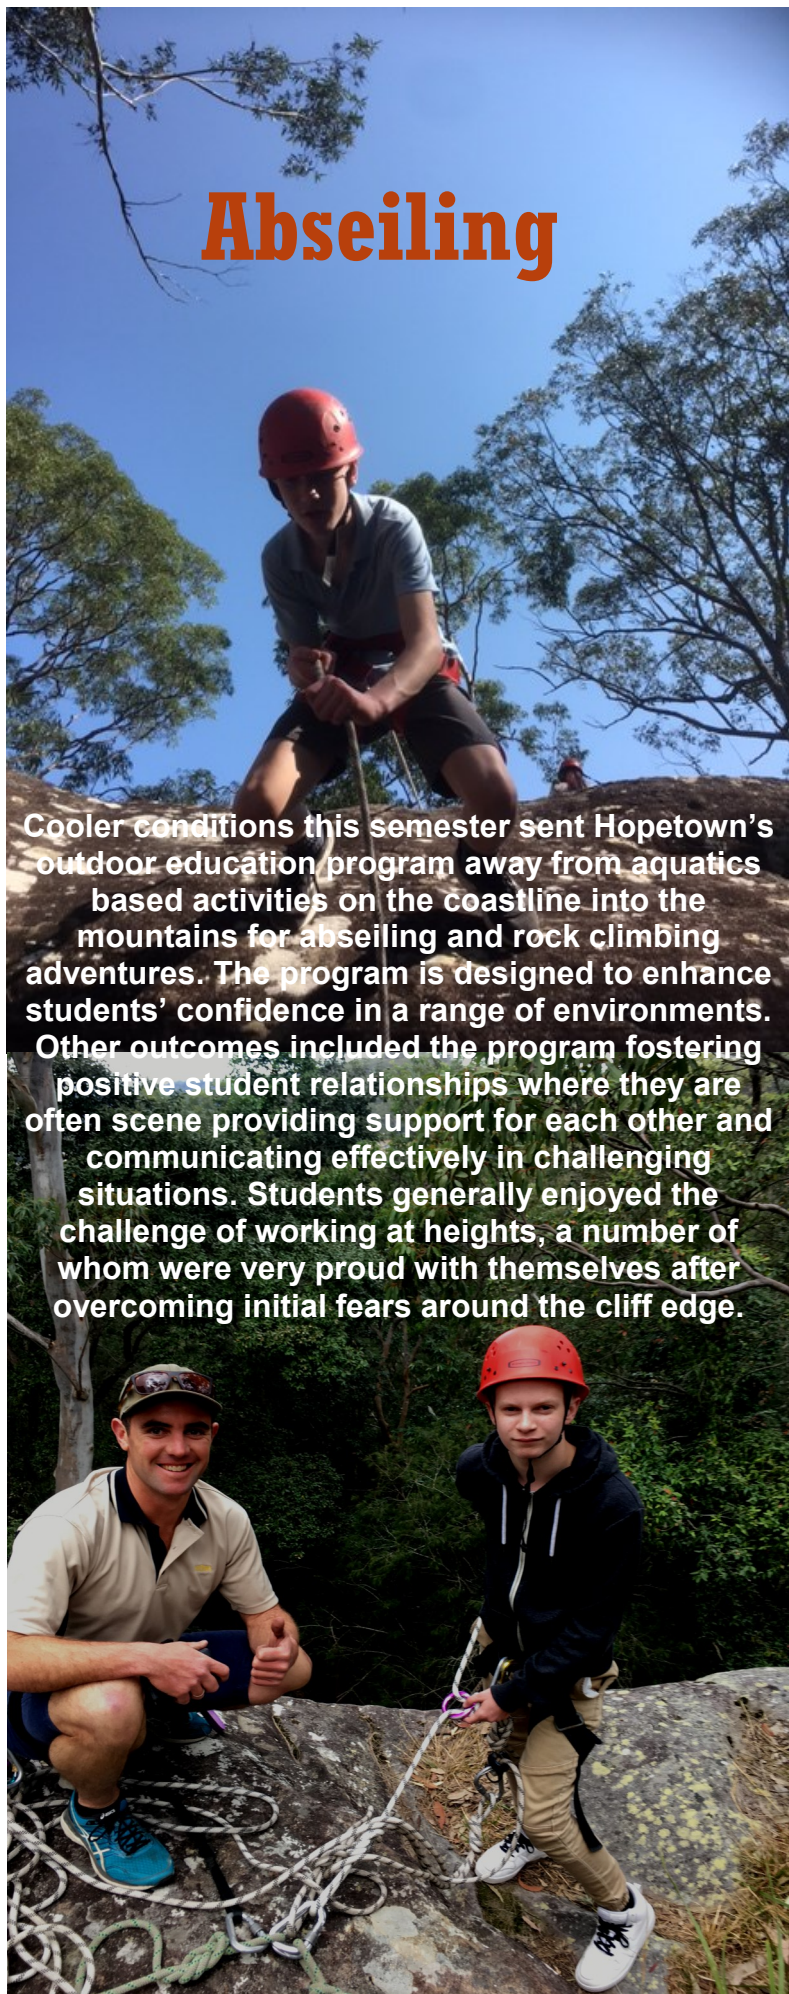 Abseiling
Cooler conditions this semester sent Hopetown’s
outdoor education program away from aquatics
based activities on the coastline into the
mountains for abseiling and rock climbing
adventures. The program is designed to enhance
students’ confidence in a range of environments.
Other outcomes included the program fostering
positive student relationships where they are
often scene providing support for each other and
communicating effectively in challenging
situations. Students generally enjoyed the
challenge of working at heights, a number of
whom were very proud with themselves after
overcoming initial fears around the cliff edge.